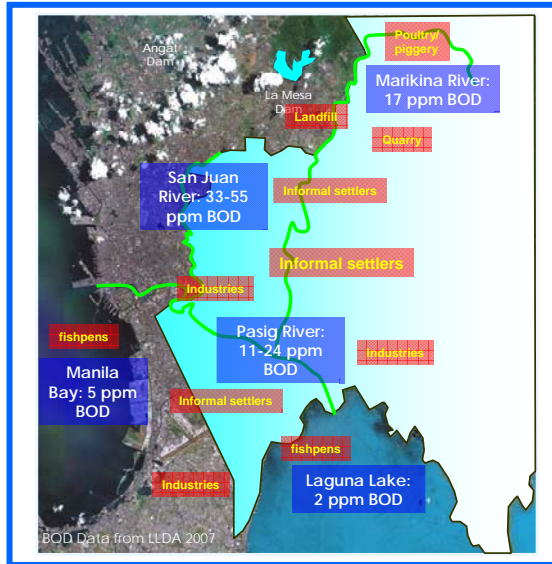 Poultry/
piggery
Angat
Dam
Marikina River:
17 ppm BOD
La Mesa
Dam
Landfill
Quarry
San Juan
River: 33-55
ppm BOD
Informal settlers
Informal settlers
Industries
Pasig River:
11-24 ppm
BOD
fishpens
Industries
Manila
Bay: 5 ppm
BOD
Informal settlers
fishpens
Laguna Lake:
2 ppm BOD
Industries
BOD Data from LLDA 2007